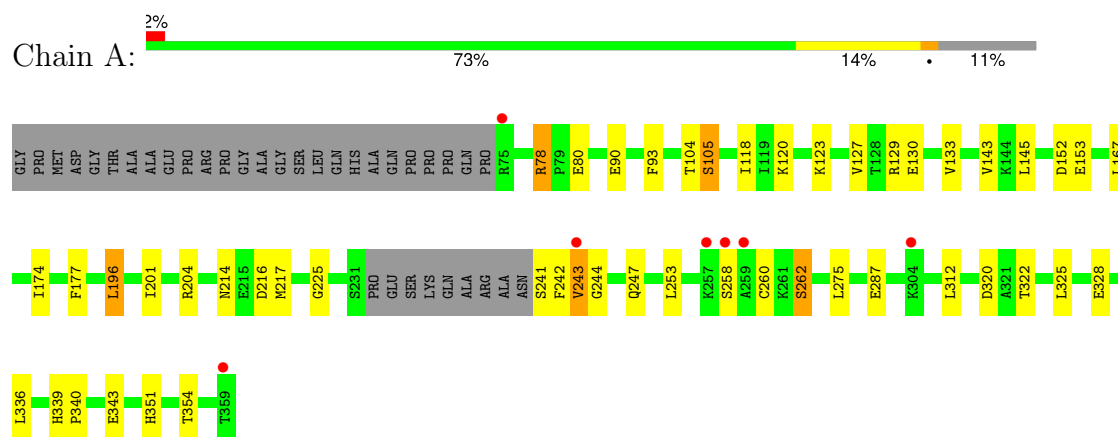 2%
Chain A:
73% 14% • 11%
GLY PRO MET ASP GLY THR ALA ALA GLU PRO ARG PRO GLY ALA GLY SER LEU GLN HIS ALA GLN PRO PRO PRO GLN PRO R75 R78 P79 E80 E90 F93 T104 S105 I118 I119 K120 K123 V127 T128 R129 E130 V133 V143 K144 L145 D152 E153 L167
I174 F177 L196 I201 R204 N214 E215 D216 M217 G225 S231 PRO GLU SER LYS GLN ALA ARG ALA ASN S241 F242 V243 G244 Q247 L253 K257 S258 A259 C260 K261 S262 L275 E287 K304 L312 D320 A321 T322 L325 E328
L336 H339 P340 E343 H351 T354 T359